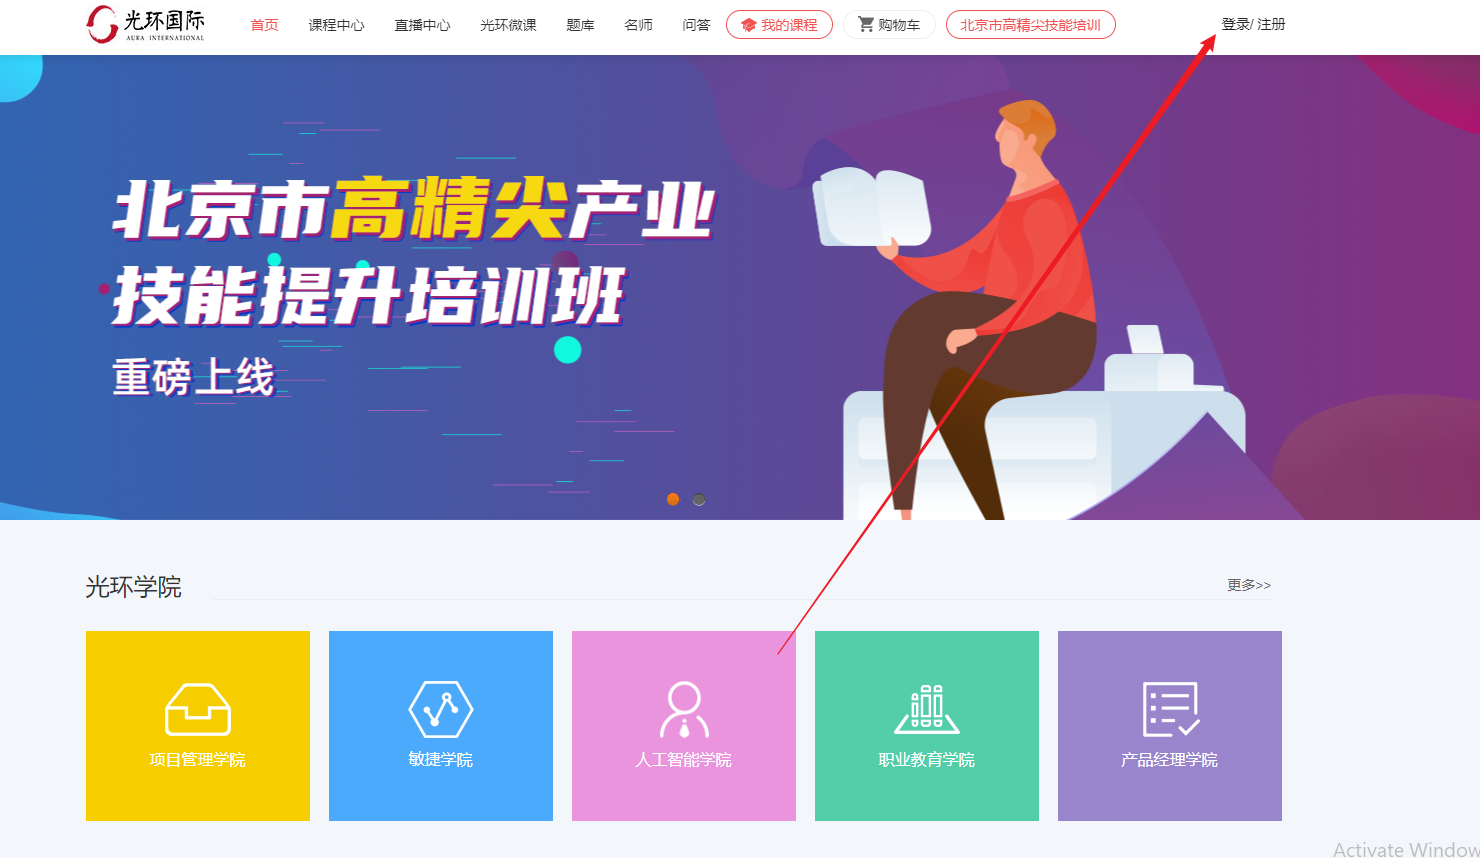 光环国际
AURA INTERNATIONAL
首页
课程中心
直播中心
光环微课
题库
名师
问答
我的课程
购物车
北京市高精尖技能培训
登录/ 注册
北京市高精尖产业
技能提升培训班
重磅上线
光环学院
更多>>
项目管理学院
敏捷学院
人工智能学院
职业教育学院
产品经理学院
Activate Window